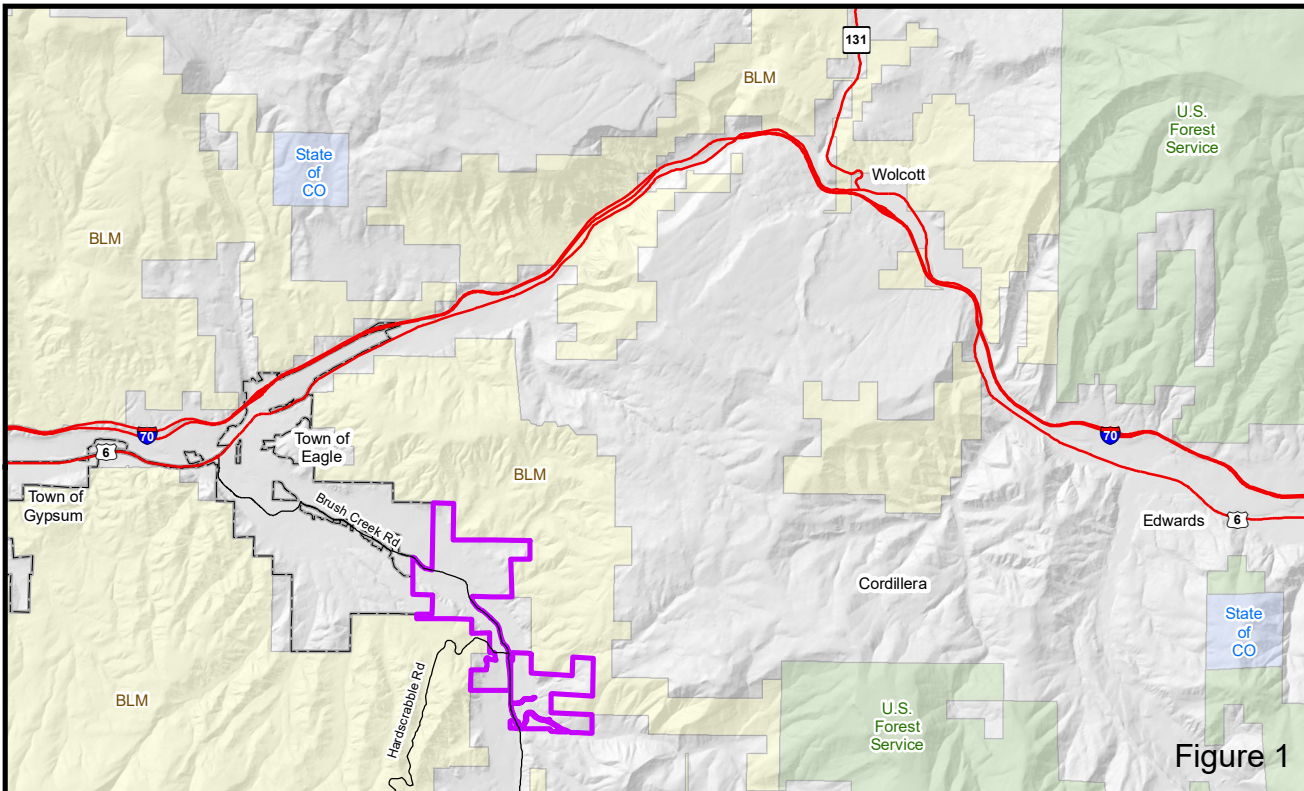 131
BLM
U.S.
Forest
Service
State
of
CO
Wolcott
BLM
70
6
Town of
Eagle
70
BLM
Town of
Gypsum
Brush Creek Rd
Edwards
6
Cordillera
State
of
CO
Hardscrabble Rd
BLM
U.S.
Forest
Service
Figure 1